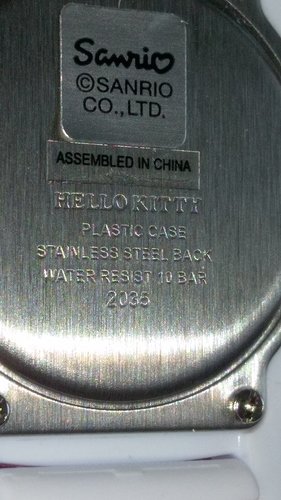 Sanrio
©SANRIO
CO.,LTD.
ASSEMBLED IN CHINA
HELLO KITTY
PLASTIC CASE
STAINLESS STEEL BACK
WATER RESIST 10 BAR
2035